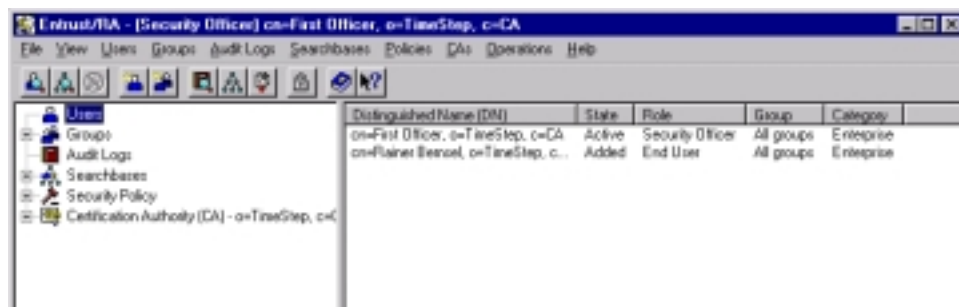 Entrust/RA - (Security Officer) cn=First Officer, o=TimeStep, c=CA
File View Users Groups Audit Logs Searchbases Policies CAs Operations Help
Users
Groups
Audit Logs
Searchbases
Security Policy
Certification Authority (CA) - o=TimeStep, c=C
Distinguished Name (DN) State Role Group Category
cn=First Officer, o=TimeStep, c=CA Active Security Officer All groups Enterprise
cn=Rainer Bemsel, o=TimeStep, c... Added End User All groups Enterprise